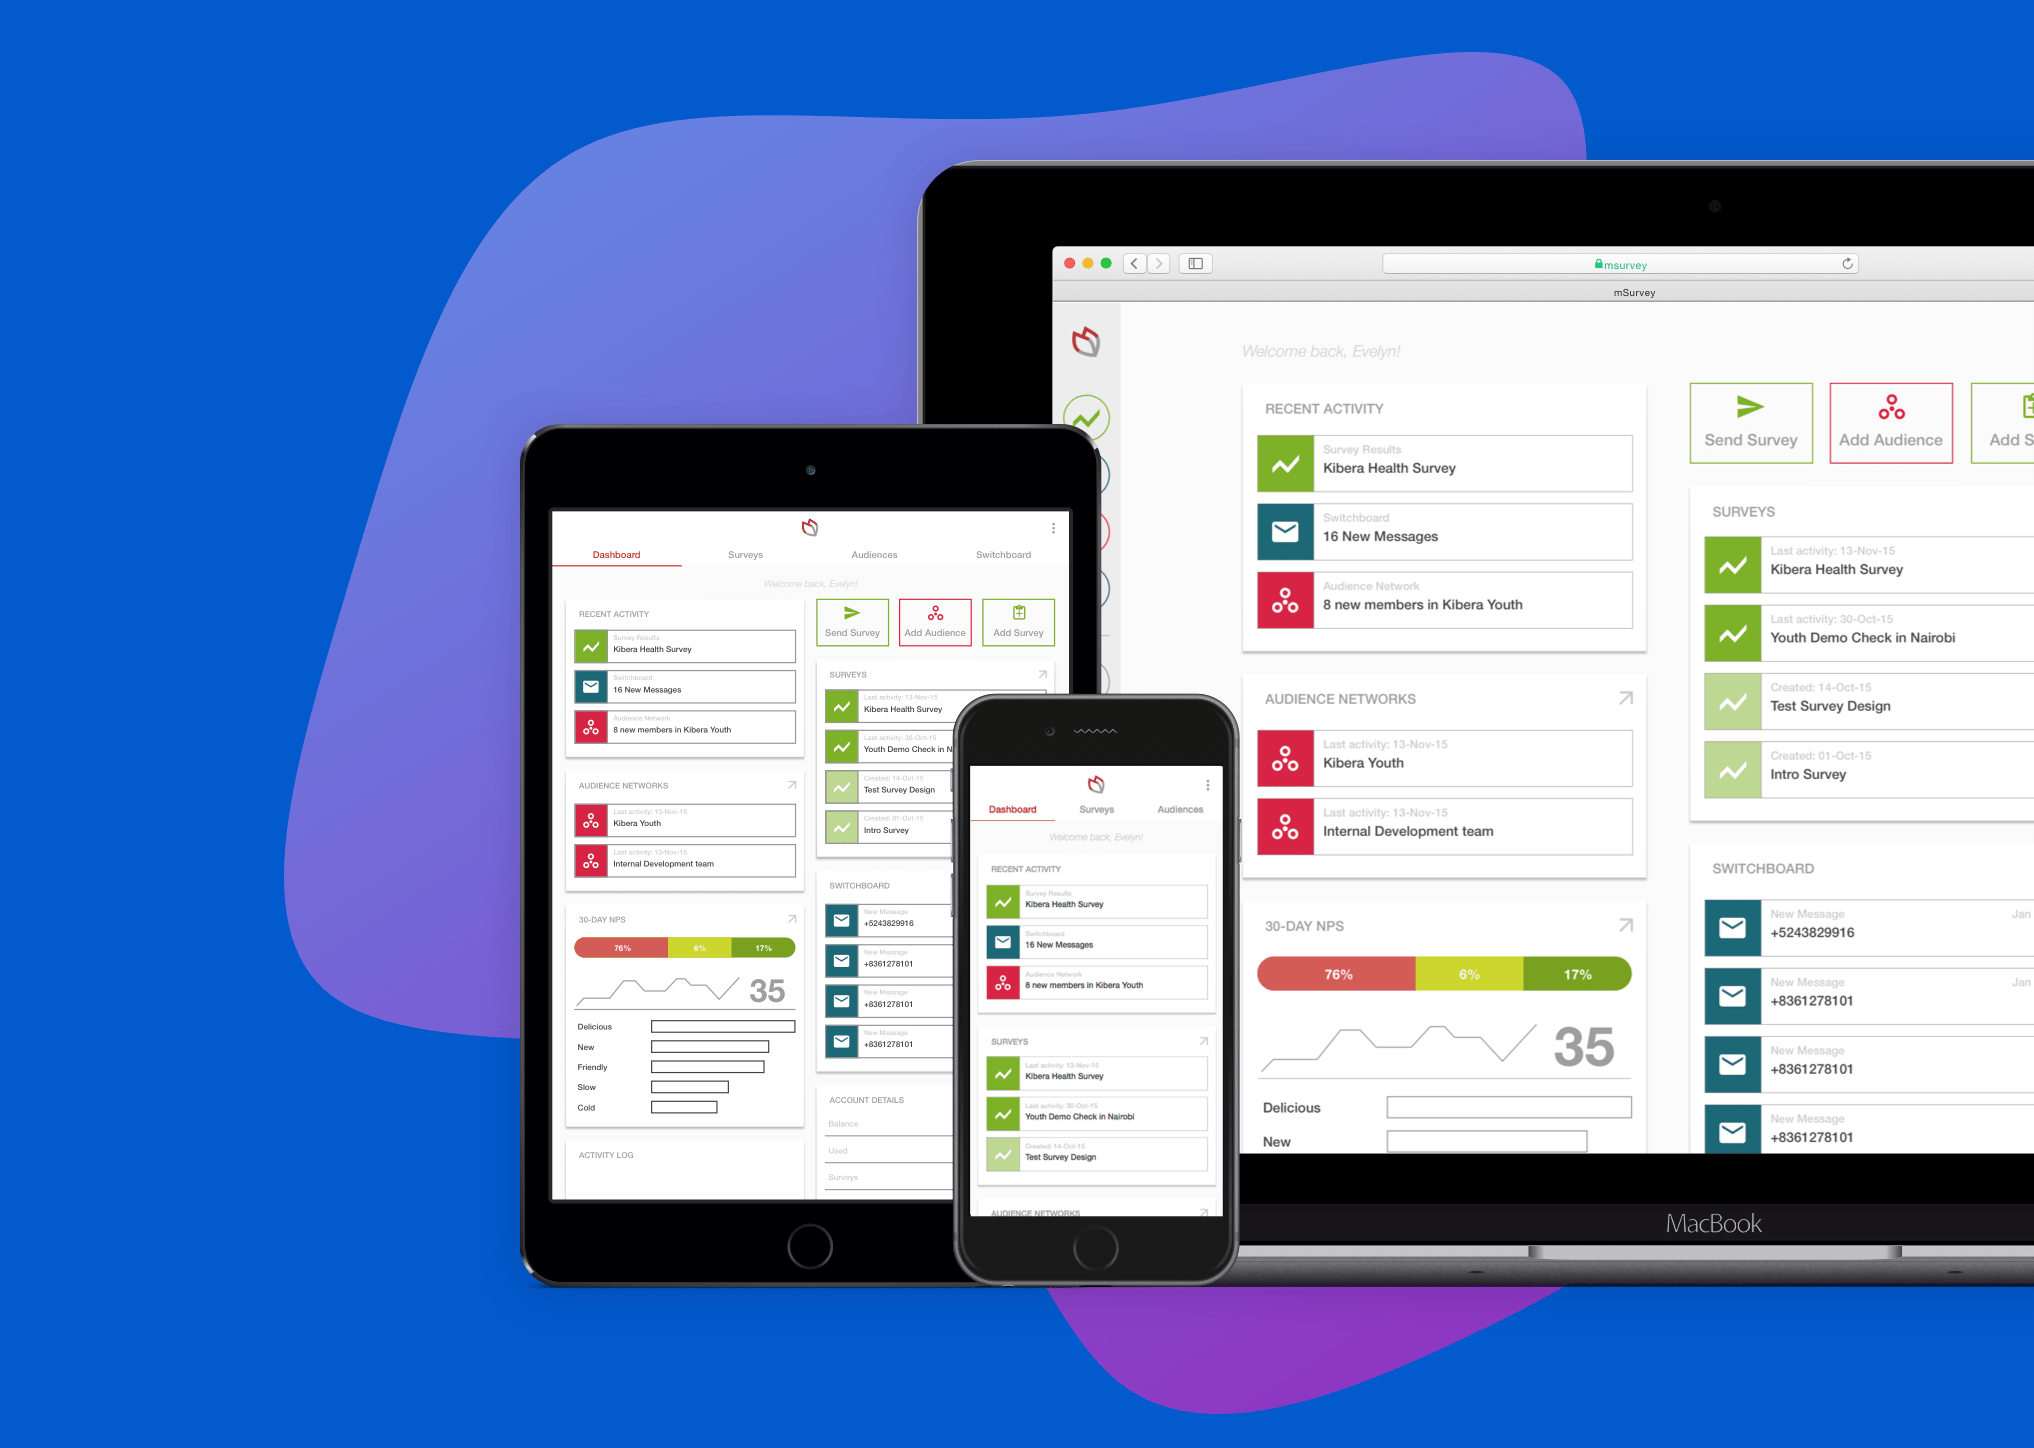 msurvey
mSurvey
Welcome back, Evelyn!
RECENT ACTIVITY
Survey Results
Kibera Health Survey
Switchboard
16 New Messages
Audience Network
8 new members in Kibera Youth
AUDIENCE NETWORKS
Last activity: 13-Nov-15
Kibera Youth
Last activity: 13-Nov-15
Internal Development team
30-DAY NPS
76% 6% 17%
35
Delicious
New
Send Survey
Add Audience
Add S
SURVEYS
Last activity: 13-Nov-15
Kibera Health Survey
Last activity: 30-Oct-15
Youth Demo Check in Nairobi
Created: 14-Oct-15
Test Survey Design
Created: 01-Oct-15
Intro Survey
SWITCHBOARD
New Message Jan
+5243829916
New Message Jan
+8361278101
New Message
+8361278101
New Message
+8361278101
MacBook
Dashboard Surveys Audiences Switchboard
Welcome back, Evelyn!
RECENT ACTIVITY
Survey Results
Kibera Health Survey
Switchboard
16 New Messages
Audience Network
8 new members in Kibera Youth
AUDIENCE NETWORKS
Last activity: 13-Nov-15
Kibera Youth
Last activity: 13-Nov-15
Internal Development team
30-DAY NPS
76% 6% 17%
35
Delicious
New
Friendly
Slow
Cold
ACTIVITY LOG
Send Survey
Add Audience
Add Survey
SURVEYS
Last activity: 13-Nov-15
Kibera Health Survey
Last activity: 30-Oct-15
Youth Demo Check in N
Created: 14-Oct-15
Test Survey Design
Created: 01-Oct-15
Intro Survey
SWITCHBOARD
New Message
+5243829916
New Message
+8361278101
New Message
+8361278101
New Message
+8361278101
ACCOUNT DETAILS
Balance
Used
Surveys
Dashboard Surveys Audiences
Welcome back, Evelyn!
RECENT ACTIVITY
Survey Results
Kibera Health Survey
Switchboard
16 New Messages
Audience Network
8 new members in Kibera Youth
SURVEYS
Last activity: 13-Nov-15
Kibera Health Survey
Last activity: 30-Oct-15
Youth Demo Check in Nairobi
Created: 14-Oct-15
Test Survey Design
AUDIENCE NETWORKS